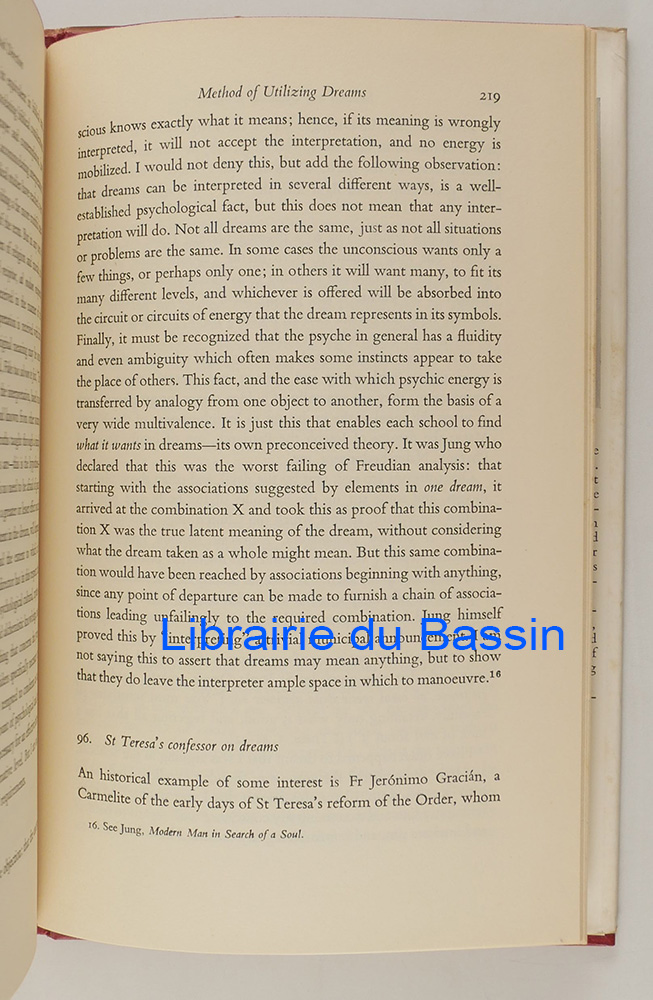 Method of Utilizing Dreams 219
scious knows exactly what it means; hence, if its meaning is wrongly
interpreted, it will not accept the interpretation, and no energy is
mobilized. I would not deny this, but add the following observation:
that dreams can be interpreted in several different ways, is a well-
established psychological fact, but this does not mean that any inter-
pretation will do. Not all dreams are the same, just as not all situations
or problems are the same. In some cases the unconscious wants only a
few things, or perhaps only one; in others it will want many, to fit its
many different levels, and whichever is offered will be absorbed into
the circuit or circuits of energy that the dream represents in its symbols.
Finally, it must be recognized that the psyche in general has a fluidity
and even ambiguity which often makes some instincts appear to take
the place of others. This fact, and the ease with which psychic energy is
transferred by analogy from one object to another, form the basis of a
very wide multivalence. It is just this that enables each school to find
what it wants in dreams—its own preconceived theory. It was Jung who
declared that this was the worst failing of Freudian analysis: that
starting with the associations suggested by elements in one dream, it
arrived at the combination X and took this as proof that this combina-
tion X was the true latent meaning of the dream, without considering
what the dream taken as a whole might mean. But this same combina-
tion would have been reached by associations beginning with anything,
since any point of departure can be made to furnish a chain of associa-
tions leading unfailingly to the required combination. Jung himself
proved this by "interpreting" a trivial municipal announcement. I am
Librairie du Bassin
not saying this to assert that dreams may mean anything, but to show
that they do leave the interpreter ample space in which to manoeuvre.16
96. St Teresa's confessor on dreams
An historical example of some interest is Fr Jerónimo Gracián, a
Carmelite of the early days of St Teresa's reform of the Order, whom
16. See Jung, Modern Man in Search of a Soul.